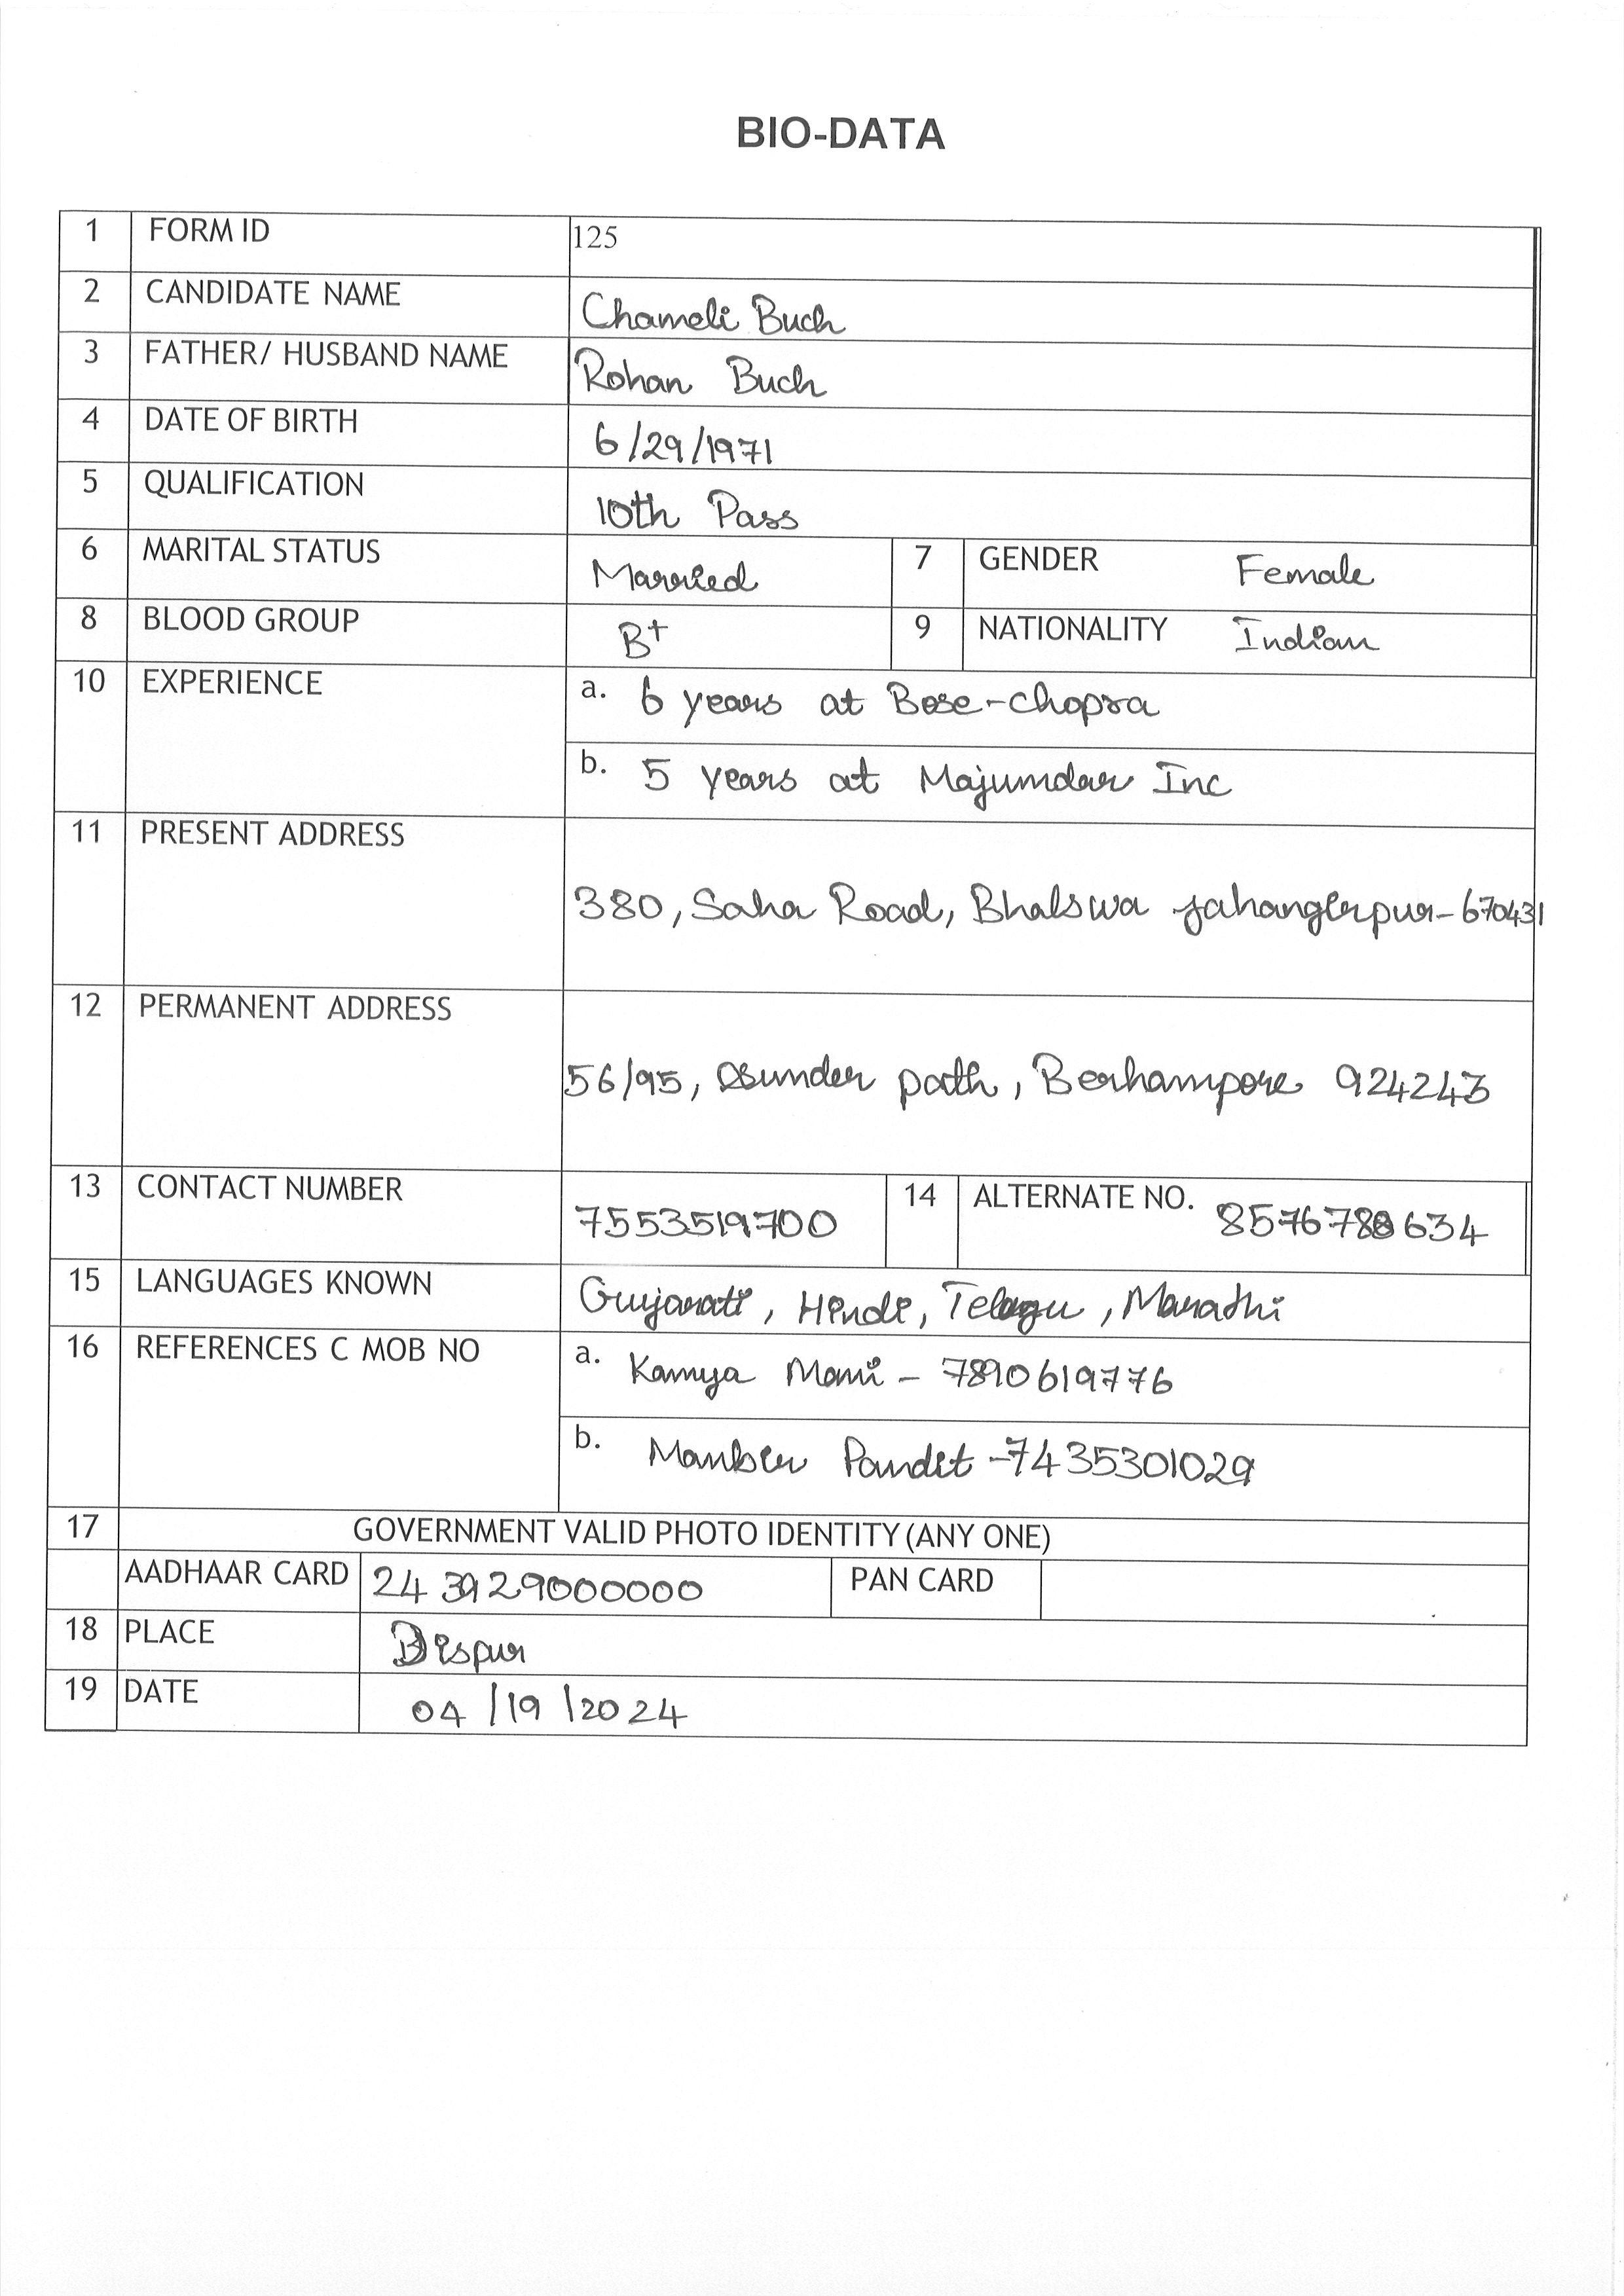 BIO-DATA
1 FORM ID 125
2 CANDIDATE NAME Chameli Buch
3 FATHER/ HUSBAND NAME Rohan Buch
4 DATE OF BIRTH 6/29/1971
5 QUALIFICATION 10th Pass
6 MARITAL STATUS Married 7 GENDER Female
8 BLOOD GROUP B+ 9 NATIONALITY Indian
10 EXPERIENCE a. 6 years at Bose-chopra
b. 5 years at Majumdar Inc
11 PRESENT ADDRESS
380, Saha Road, Bhalswa jahangirpur-670431
12 PERMANENT ADDRESS
56/95, sunder path, Berhampore 924243
13 CONTACT NUMBER 7553519700 14 ALTERNATE NO. 8576788634
15 LANGUAGES KNOWN Gujarati, Hindi, Telugu, Marathi
16 REFERENCES C MOB NO a. Kamya Mani - 7890619776
b. Manbir Pandit -7435301029
17 GOVERNMENT VALID PHOTO IDENTITY (ANY ONE)
AADHAAR CARD 243929000000 PAN CARD
18 PLACE Dispur
19 DATE 04/19/2024